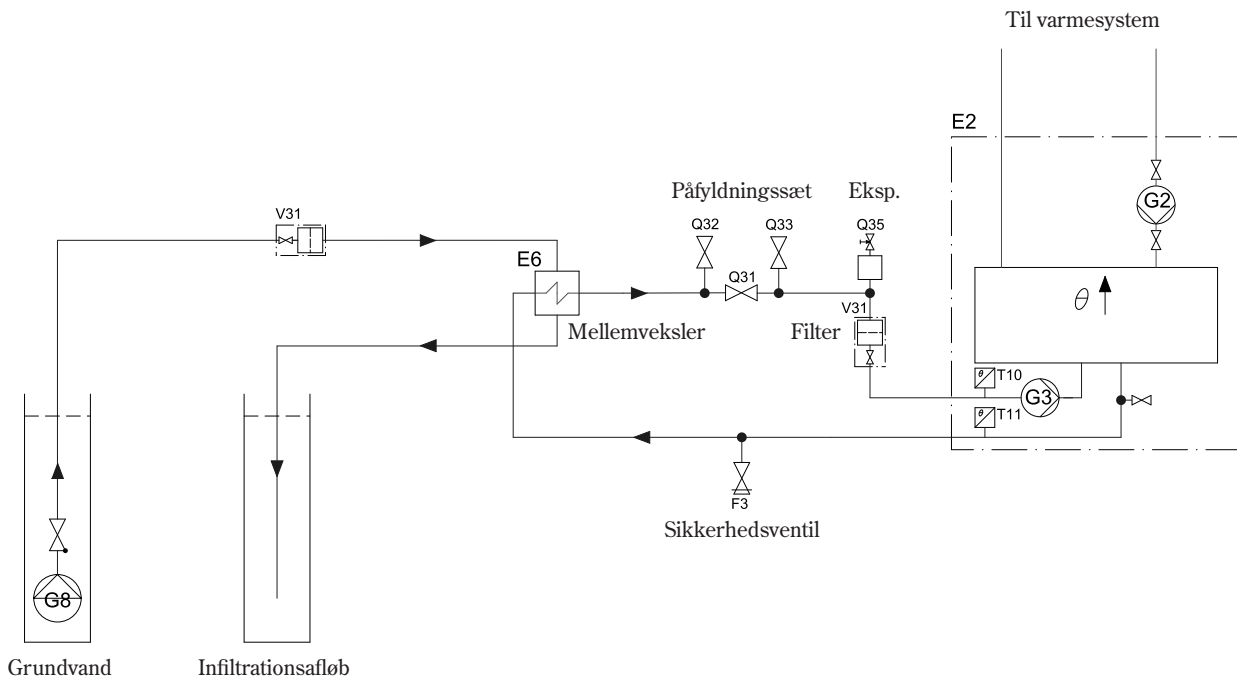 Til varmesystem
E2
Påfyldningssæt
Eksp.
V31
Q32
Q33
Q35
G2
E6
Q31
θ
Mellemveksler
Filter
V31
θ
T10
G3
θ
T11
F3
Sikkerhedsventil
G8
Grundvand
Infiltrationsafløb